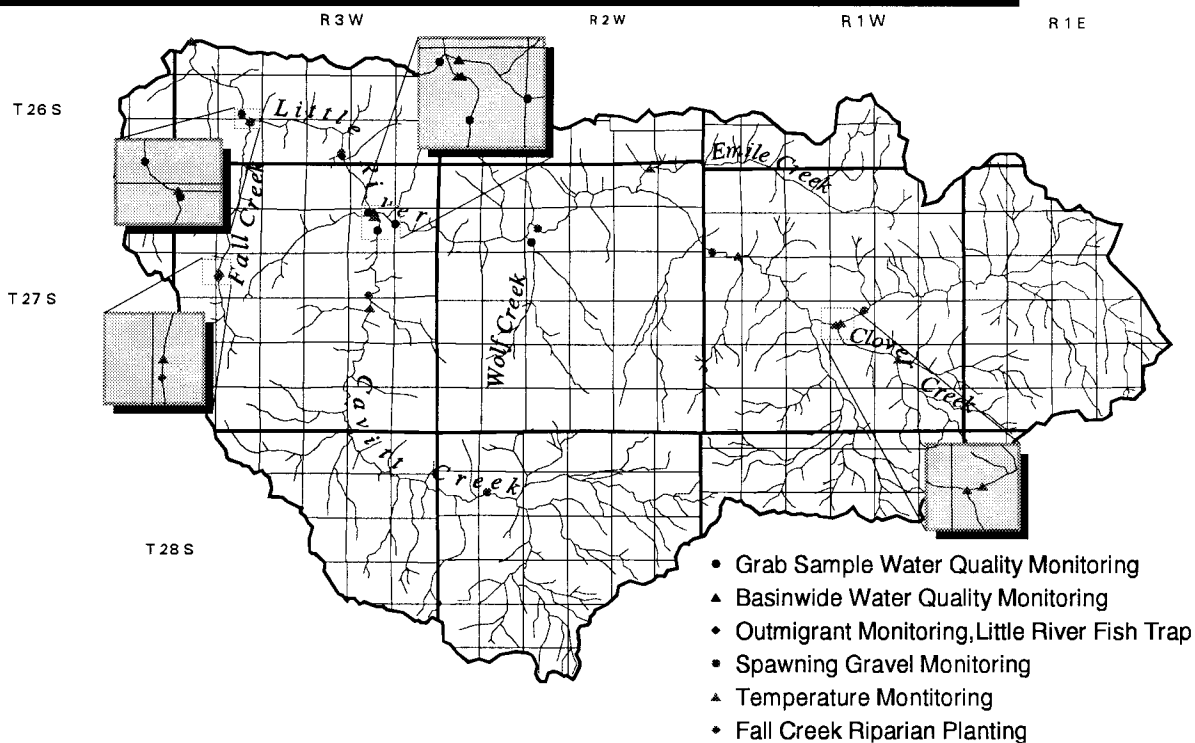 R 3 W
R 2 W
R 1 W
R 1 E
T 26 S
Little River
Emile Creek
Fall Creek
T 27 S
Wolf Creek
Clover Creek
Cavitt Creek
T 28 S
Grab Sample Water Quality Monitoring
Basinwide Water Quality Monitoring
Outmigrant Monitoring,Little River Fish Trap
Spawning Gravel Monitoring
Temperature Montitoring
Fall Creek Riparian Planting